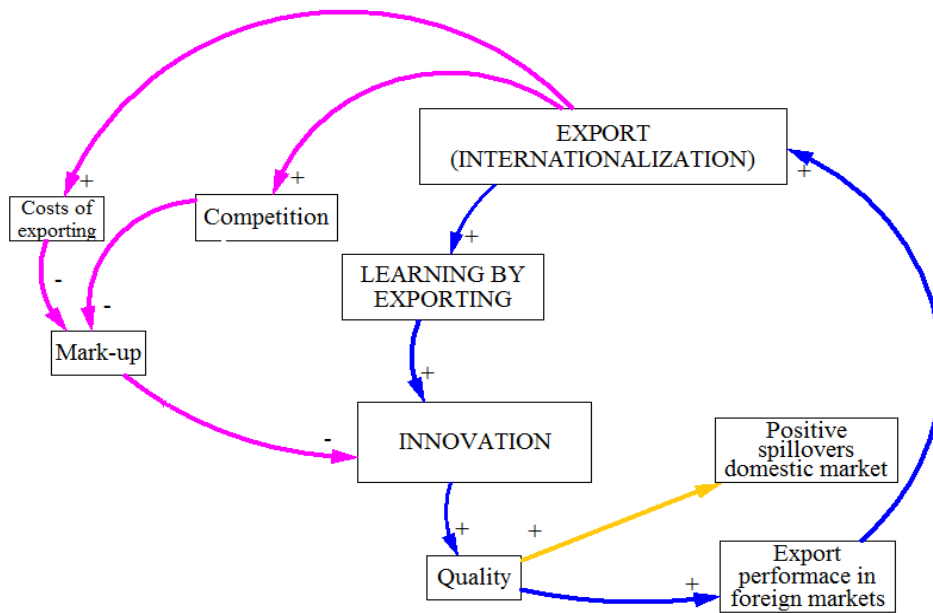 EXPORT
(INTERNATIONALIZATION)
+
+
+
Costs of
exporting
Competition
+
LEARNING BY
EXPORTING
-
-
Mark-up
+
INNOVATION
-
Positive
spillovers
domestic market
+
+
Quality
+
Export
performace in
foreign markets